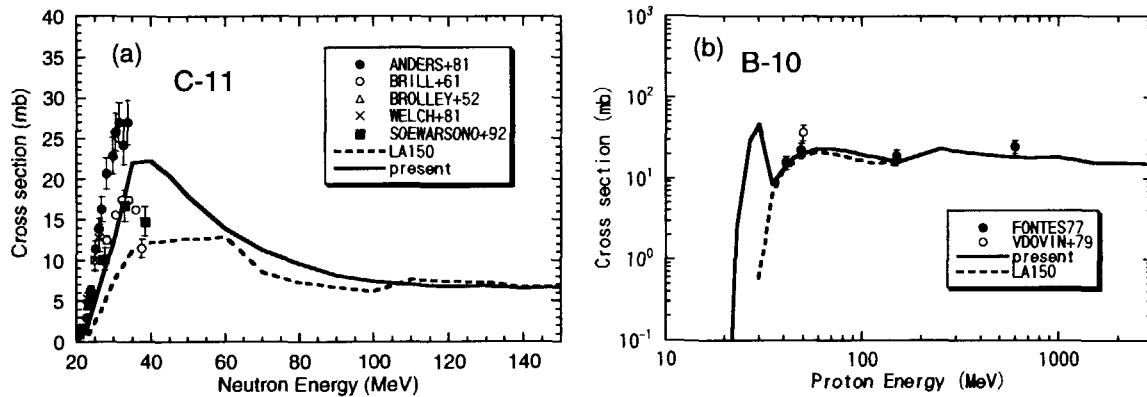 (a)
C-11
ANDERS+81
BRILL+61
BROLLEY+52
WELCH+81
SOEWARSONO+92
LA150
present
Cross section (mb)
40
35
30
25
20
15
10
5
0
20 40 60 80 100 120 140
Neutron Energy (MeV)
(b)
B-10
FONTES77
VDOVIN+79
present
LA150
Cross section (mb)
10³
10²
10¹
10⁰
10⁻¹
10 100 1000
Proton Energy (MeV)